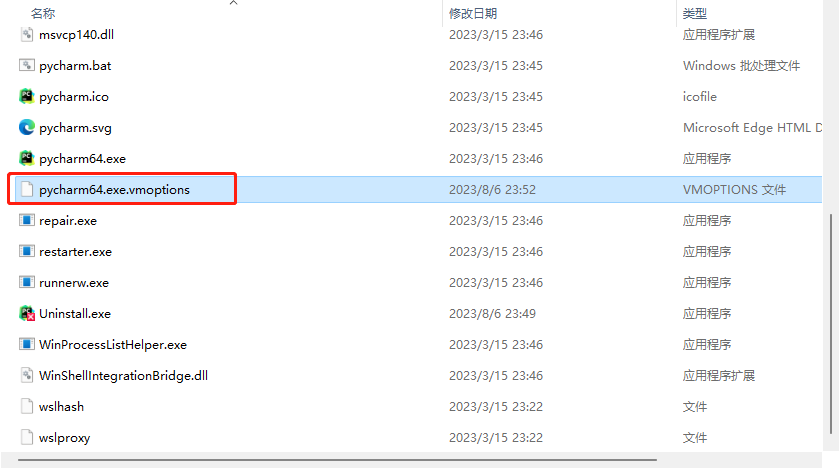 名称 修改日期 类型
msvcp140.dll 2023/3/15 23:46 应用程序扩展
pycharm.bat 2023/3/15 23:45 Windows 批处理文件
pycharm.ico 2023/3/15 23:45 icofile
pycharm.svg 2023/3/15 23:45 Microsoft Edge HTML D
pycharm64.exe 2023/3/15 23:46 应用程序
pycharm64.exe.vmoptions 2023/8/6 23:52 VMOPTIONS 文件
repair.exe 2023/3/15 23:46 应用程序
restarter.exe 2023/3/15 23:46 应用程序
runnerw.exe 2023/3/15 23:46 应用程序
Uninstall.exe 2023/8/6 23:49 应用程序
WinProcessListHelper.exe 2023/3/15 23:46 应用程序
WinShellIntegrationBridge.dll 2023/3/15 23:46 应用程序扩展
wslhash 2023/3/15 23:22 文件
wslproxy 2023/3/15 23:22 文件